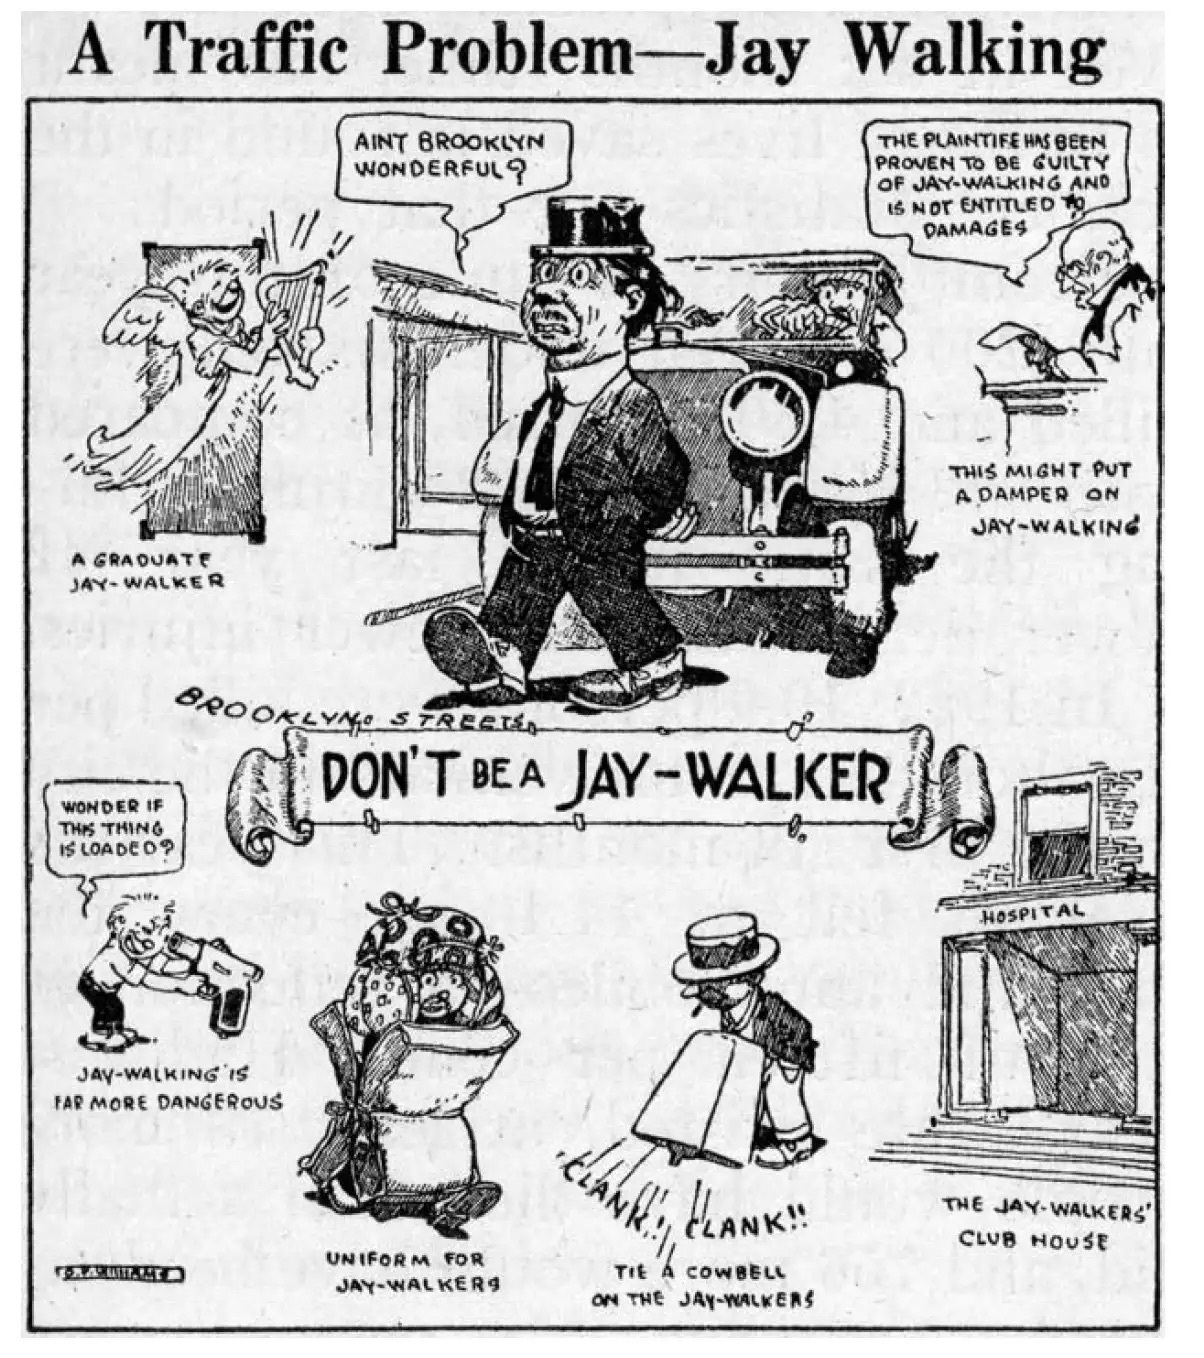 A Traffic Problem—Jay Walking
AINT BROOKLYN
WONDERFUL?
THE PLAINTIFF HAS BEEN
PROVEN TO BE GUILTY
OF JAY-WALKING AND
IS NOT ENTITLED TO
DAMAGES
THIS MIGHT PUT
A DAMPER ON
JAY-WALKING
A GRADUATE
JAY-WALKER
BROOKLYN STREETS
DON'T BE A JAY-WALKER
WONDER IF
THIS THING
IS LOADED?
JAY-WALKING IS
FAR MORE DANGEROUS
UNIFORM FOR
JAY-WALKERS
CLANK! CLANK!!
TIE A COWBELL
ON THE JAY-WALKERS
HOSPITAL
THE JAY-WALKERS'
CLUB HOUSE